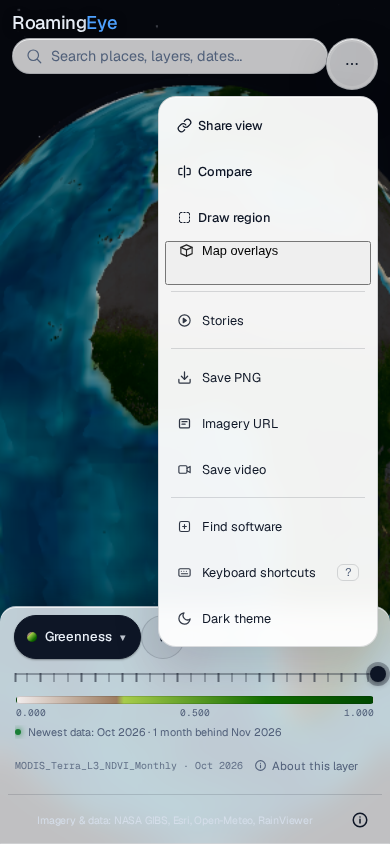 RoamingEye
Search places, layers, dates...
Share view
Compare
Draw region
Map overlays
Stories
Save PNG
Imagery URL
Save video
Find software
Keyboard shortcuts ?
Dark theme
Greenness ▾
0.000 0.500 1.000
Newest data: Oct 2026 · 1 month behind Nov 2026
MODIS_Terra_L3_NDVI_Monthly · Oct 2026 About this layer
Imagery & data: NASA GIBS, Esri, Open-Meteo, RainViewer